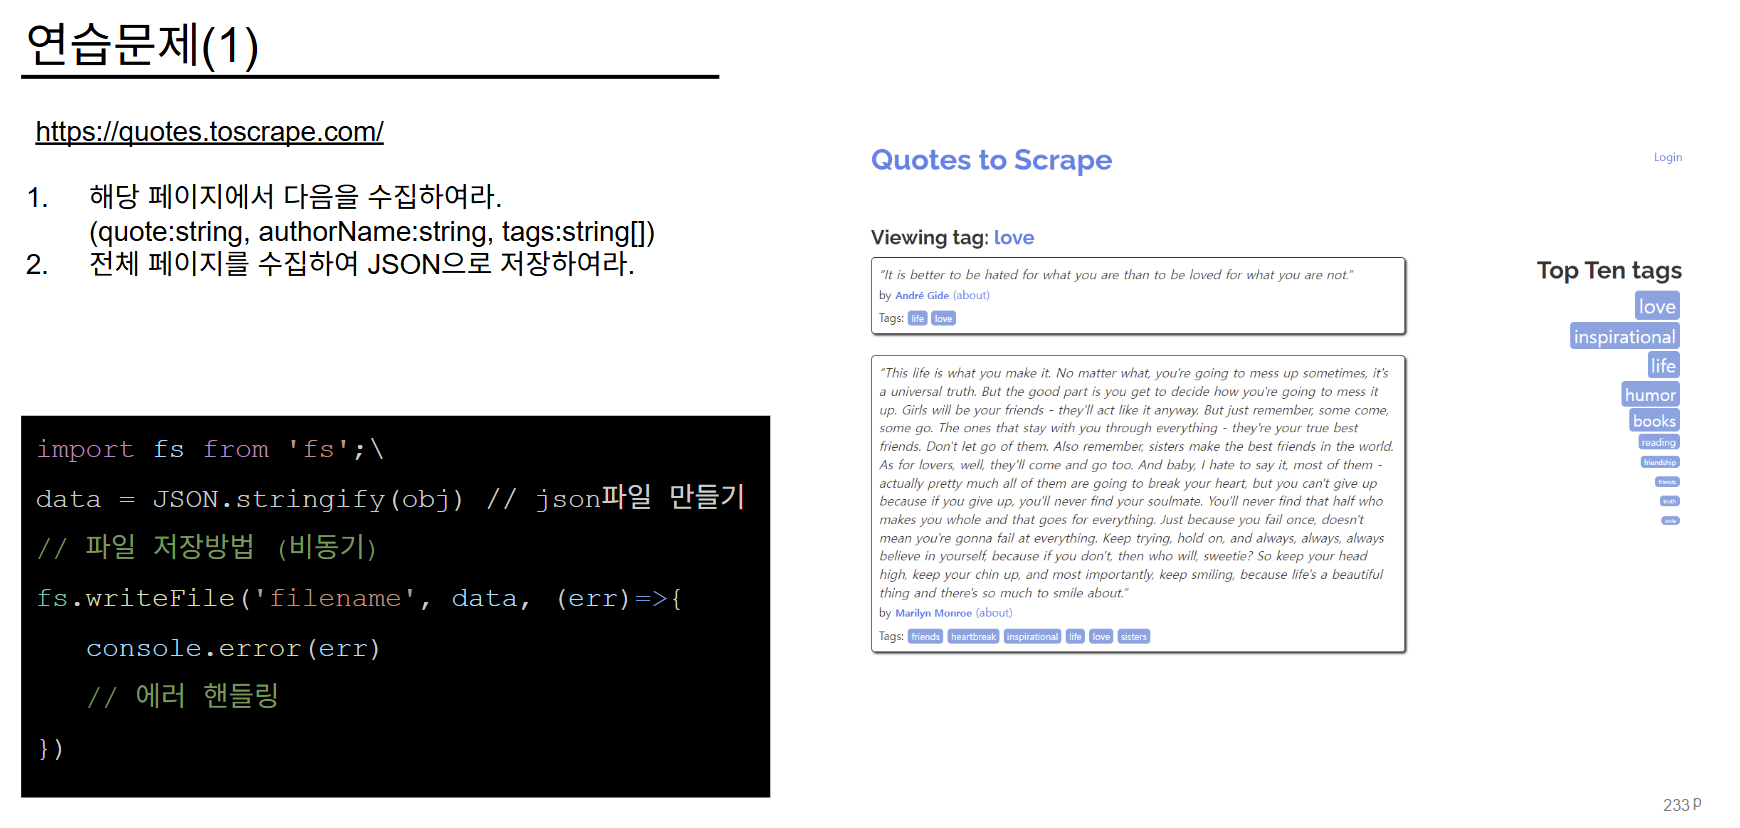 연습문제(1)
https://quotes.toscrape.com/
1. 해당 페이지에서 다음을 수집하여라.
(quote:string, authorName:string, tags:string[])
2. 전체 페이지를 수집하여 JSON으로 저장하여라.
import fs from 'fs';\
data = JSON.stringify(obj) // json파일 만들기
// 파일 저장방법 (비동기)
fs.writeFile('filename', data, (err)=>{
console.error(err)
// 에러 핸들링
})
Quotes to Scrape
Login
Viewing tag: love
“It is better to be hated for what you are than to be loved for what you are not.”
by André Gide (about)
Tags: life love
“This life is what you make it. No matter what, you're going to mess up sometimes, it's
a universal truth. But the good part is you get to decide how you're going to mess it
up. Girls will be your friends - they'll act like it anyway. But just remember, some come,
some go. The ones that stay with you through everything - they're your true best
friends. Don't let go of them. Also remember, sisters make the best friends in the world.
As for lovers, well, they'll come and go too. And baby, I hate to say it, most of them -
actually pretty much all of them are going to break your heart, but you can't give up
because if you give up, you'll never find your soulmate. You'll never find that half who
makes you whole and that goes for everything. Just because you fail once, doesn't
mean you're gonna fail at everything. Keep trying, hold on, and always, always, always
believe in yourself, because if you don't, then who will, sweetie? So keep your head
high, keep your chin up, and most importantly, keep smiling, because life's a beautiful
thing and there's so much to smile about.”
by Marilyn Monroe (about)
Tags: friends heartbreak inspirational life love sisters
Top Ten tags
love
inspirational
life
humor
books
reading
friendship
friends
truth
simile
233 p